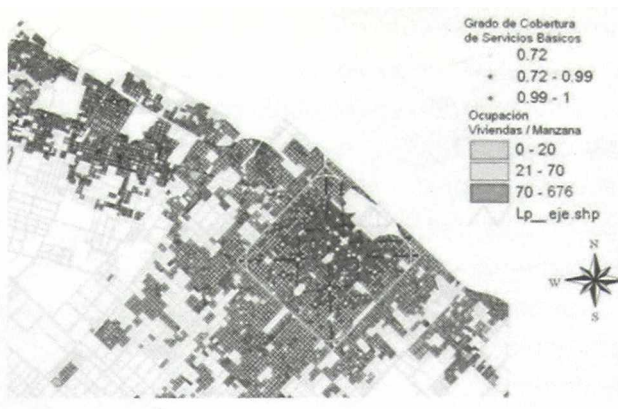 Grado de Cobertura
de Servicios Básicos
0.72
0.72 - 0.99
0.99 - 1
Ocupación
Viviendas / Manzana
0 - 20
21 - 70
70 - 676
Lp__eje.shp
N
W
S